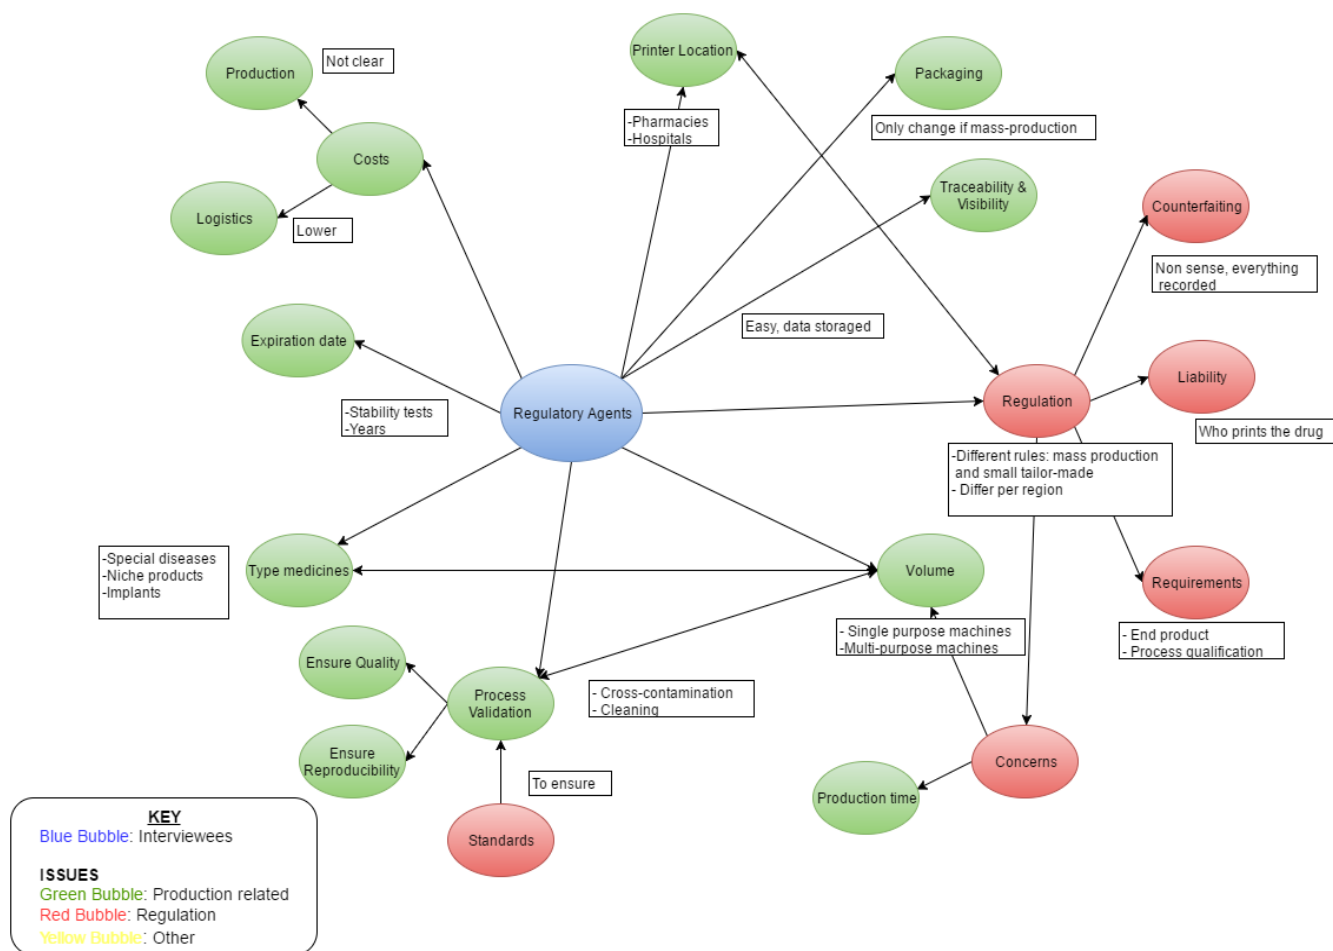 Printer Location
Production
Not clear
Packaging
-Pharmacies
-Hospitals
Only change if mass-production
Costs
Traceability &
Visibility
Counterfaiting
Logistics
Lower
Non sense, everything
recorded
Easy, data storaged
Expiration date
Liability
-Stability tests
-Years
Regulatory Agents
Regulation
Who prints the drug
-Different rules: mass production
and small tailor-made
- Differ per region
-Special diseases
-Niche products
-Implants
Type medicines
Volume
Requirements
- Single purpose machines
-Multi-purpose machines
- End product
- Process qualification
Ensure Quality
Process
Validation
- Cross-contamination
- Cleaning
Ensure
Reproducibility
Concerns
To ensure
Production time
Standards
KEY
Blue Bubble: Interviewees
ISSUES
Green Bubble: Production related
Red Bubble: Regulation
Yellow Bubble: Other